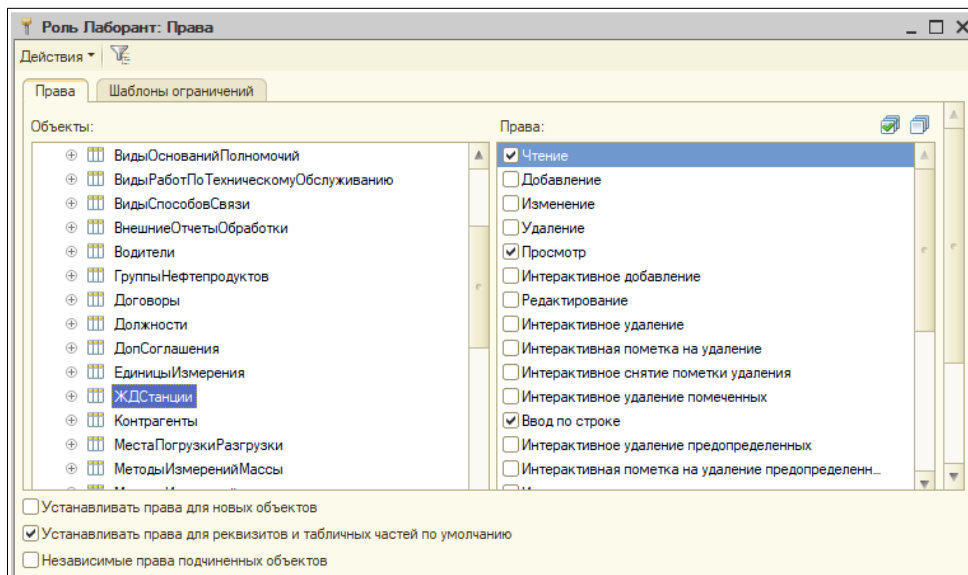 Роль Лаборант: Права
Действия
Права Шаблоны ограничений
Объекты:
ВидыОснованийПолномочий
ВидыРаботПоТехническомуОбслуживанию
ВидыСпособовСвязи
ВнешниеОтчетыОбработки
Водители
ГруппыНефтепродуктов
Договоры
Должности
ДопСоглашения
ЕдиницыИзмерения
ЖДСтанции
Контрагенты
МестаПогрузкиРазгрузки
МетодыИзмеренийМассы
Права:
Чтение
Добавление
Изменение
Удаление
Просмотр
Интерактивное добавление
Редактирование
Интерактивное удаление
Интерактивная пометка на удаление
Интерактивное снятие пометки удаления
Интерактивное удаление помеченных
Ввод по строке
Интерактивное удаление предопределенных
Интерактивная пометка на удаление предопределенн...
Устанавливать права для новых объектов
Устанавливать права для реквизитов и табличных частей по умолчанию
Независимые права подчиненных объектов